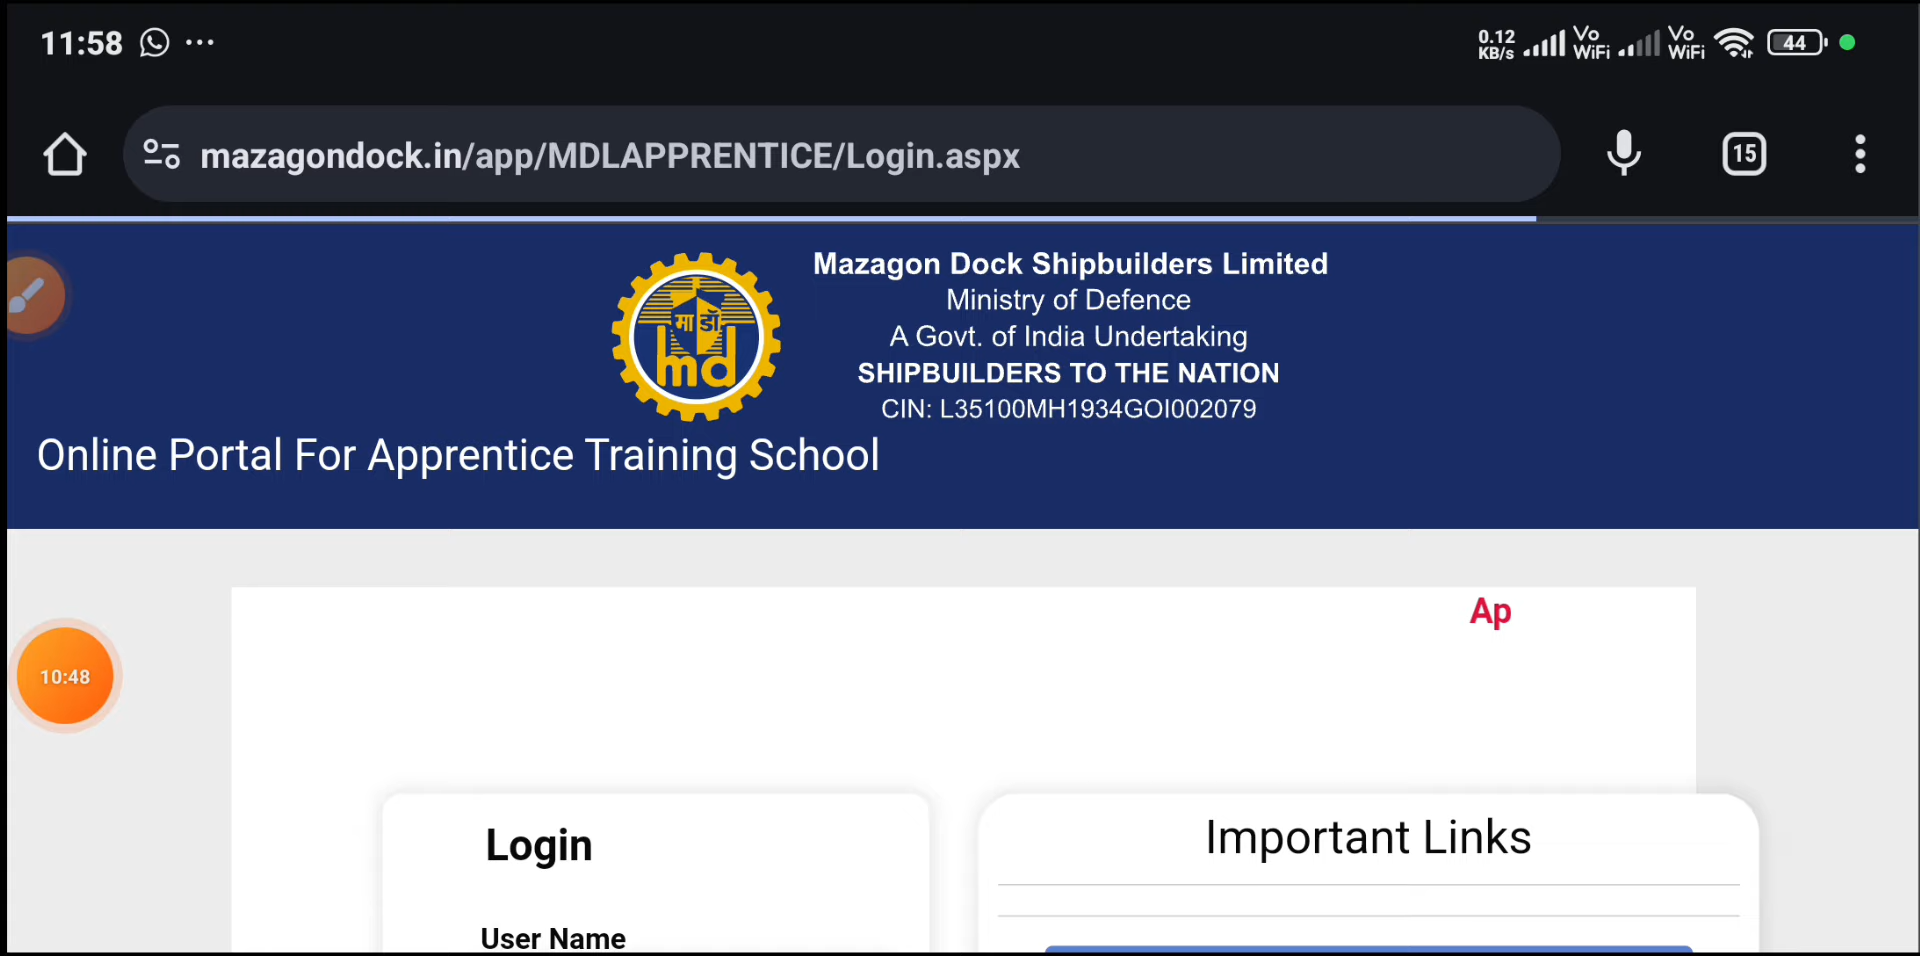 11:58
0.12 KB/s Vo WiFi Vo WiFi 44
mazagondock.in/app/MDLAPPRENTICE/Login.aspx
15
मा डॉ
md
Mazagon Dock Shipbuilders Limited
Ministry of Defence
A Govt. of India Undertaking
SHIPBUILDERS TO THE NATION
CIN: L35100MH1934GOI002079
Online Portal For Apprentice Training School
Ap
10:48
Login
Important Links
User Name